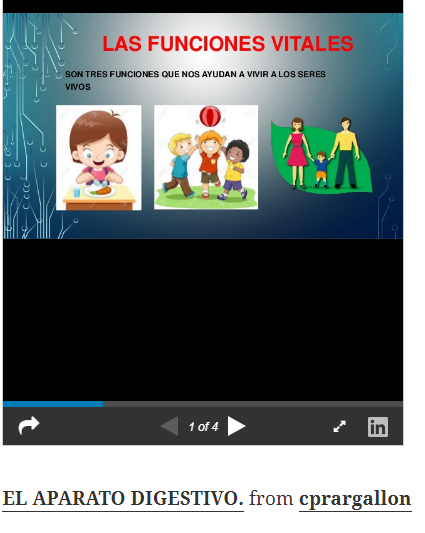 LAS FUNCIONES VITALES
SON TRES FUNCIONES QUE NOS AYUDAN A VIVIR A LOS SERES
VIVOS
1 of 4
in
EL APARATO DIGESTIVO. from cprargallon